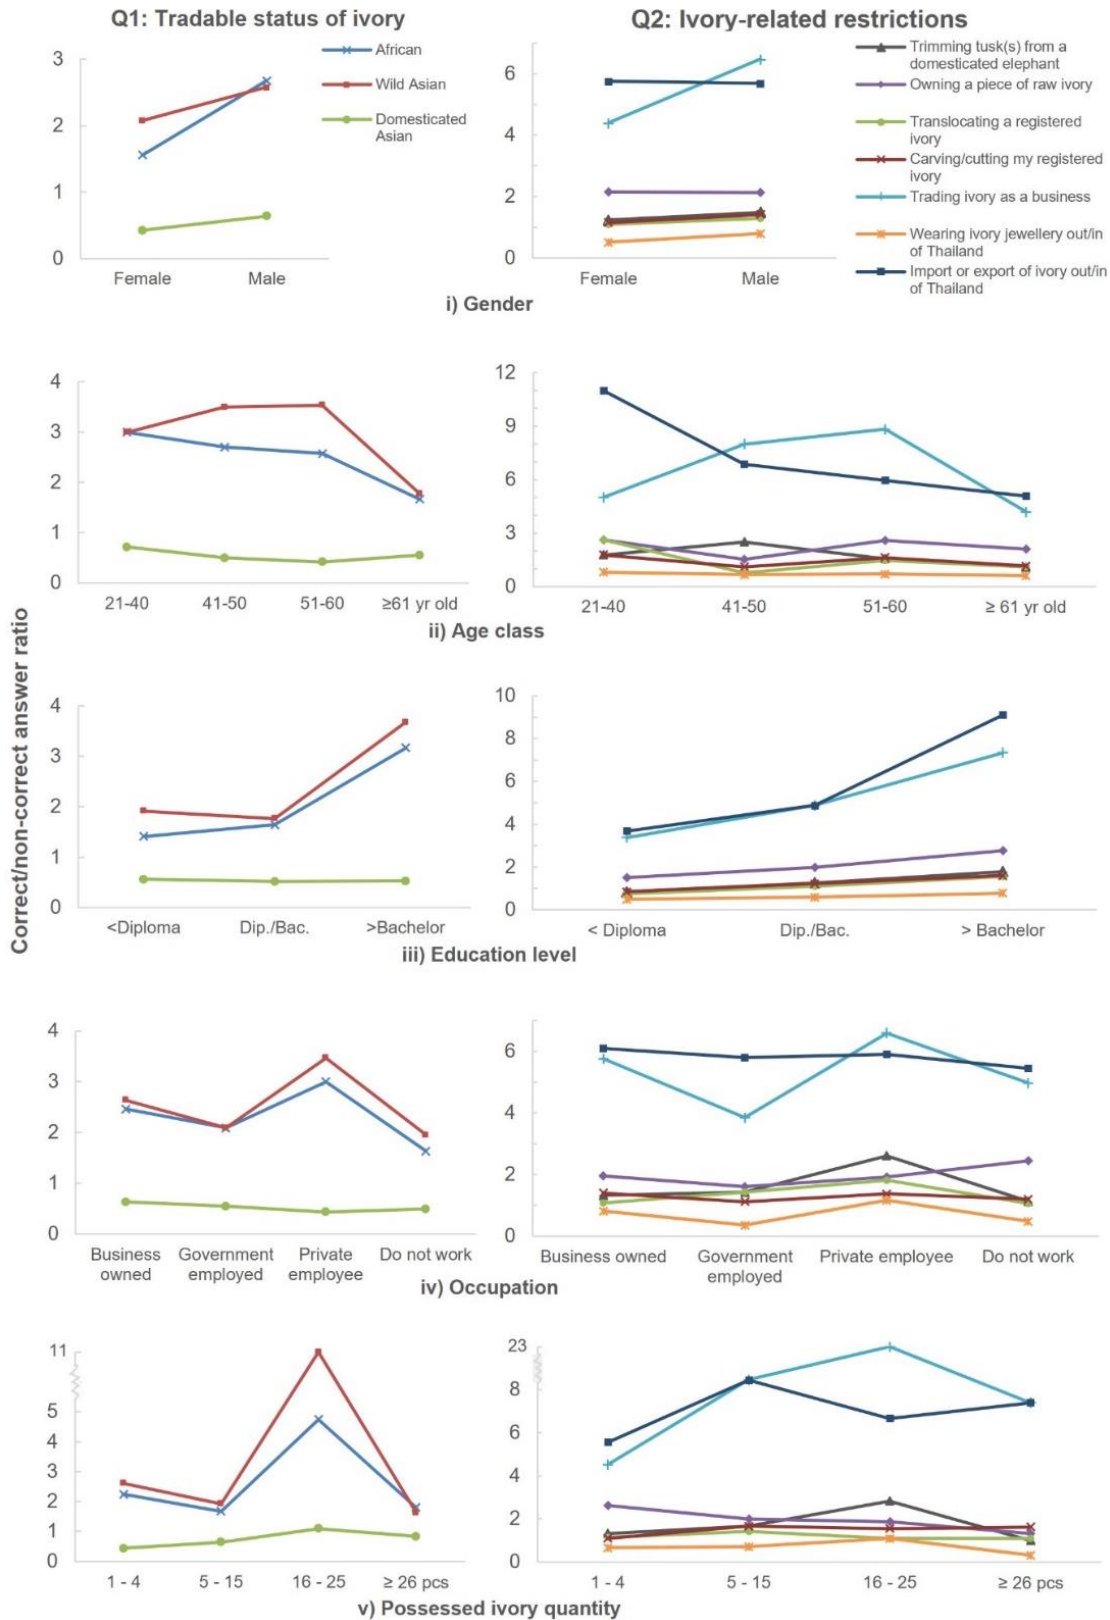 Q1: Tradable status of ivory
Q2: Ivory-related restrictions
African
Wild Asian
Domesticated
Asian
3
2
1
0
Female
Male
Trimming tusk(s) from a
domesticated elephant
Owning a piece of raw ivory
Translocating a registered
ivory
Carving/cutting my registered
ivory
Trading ivory as a business
Wearing ivory jewellery out/in
of Thailand
Import or export of ivory out/in
of Thailand
6
4
2
0
Female
Male
i) Gender
4
3
2
1
0
21-40
41-50
51-60
≥61 yr old
12
9
6
3
0
21-40
41-50
51-60
≥ 61 yr old
ii) Age class
Correct/non-correct answer ratio
4
3
2
1
0
<Diploma
Dip./Bac.
>Bachelor
10
8
6
4
2
0
< Diploma
Dip./Bac.
> Bachelor
iii) Education level
4
3
2
1
0
Business
owned
Government
employed
Private
employee
Do not work
6
4
2
0
Business owned
Government
employed
Private employee
Do not work
iv) Occupation
11
5
3
2
1
0
1 - 4
5 - 15
16 - 25
≥ 26 pcs
23
8
6
4
2
0
1 - 4
5 - 15
16 - 25
≥ 26 pcs
v) Possessed ivory quantity